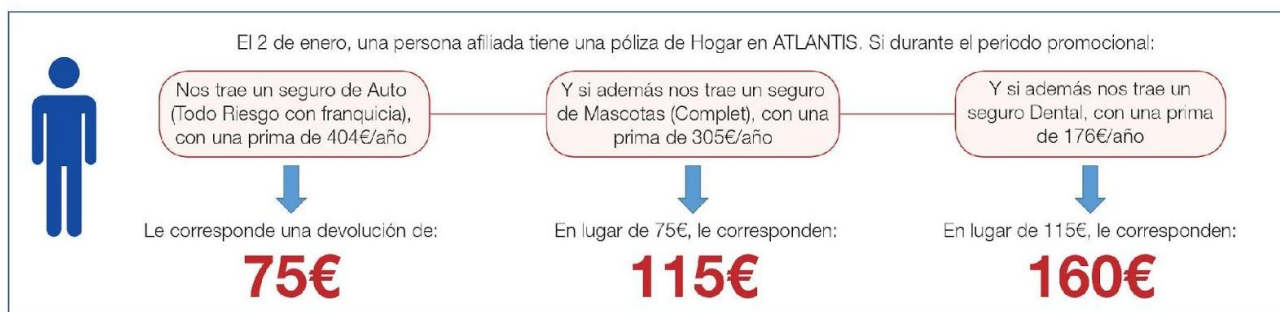 El 2 de enero, una persona afiliada tiene una póliza de Hogar en ATLANTIS. Si durante el periodo promocional:
Nos trae un seguro de Auto
(Todo Riesgo con franquicia),
con una prima de 404€/año
Le corresponde una devolución de:
75€
Y si además nos trae un seguro
de Mascotas (Complet), con una
prima de 305€/año
En lugar de 75€, le corresponden:
115€
Y si además nos trae un
seguro Dental, con una prima
de 176€/año
En lugar de 115€, le corresponden:
160€